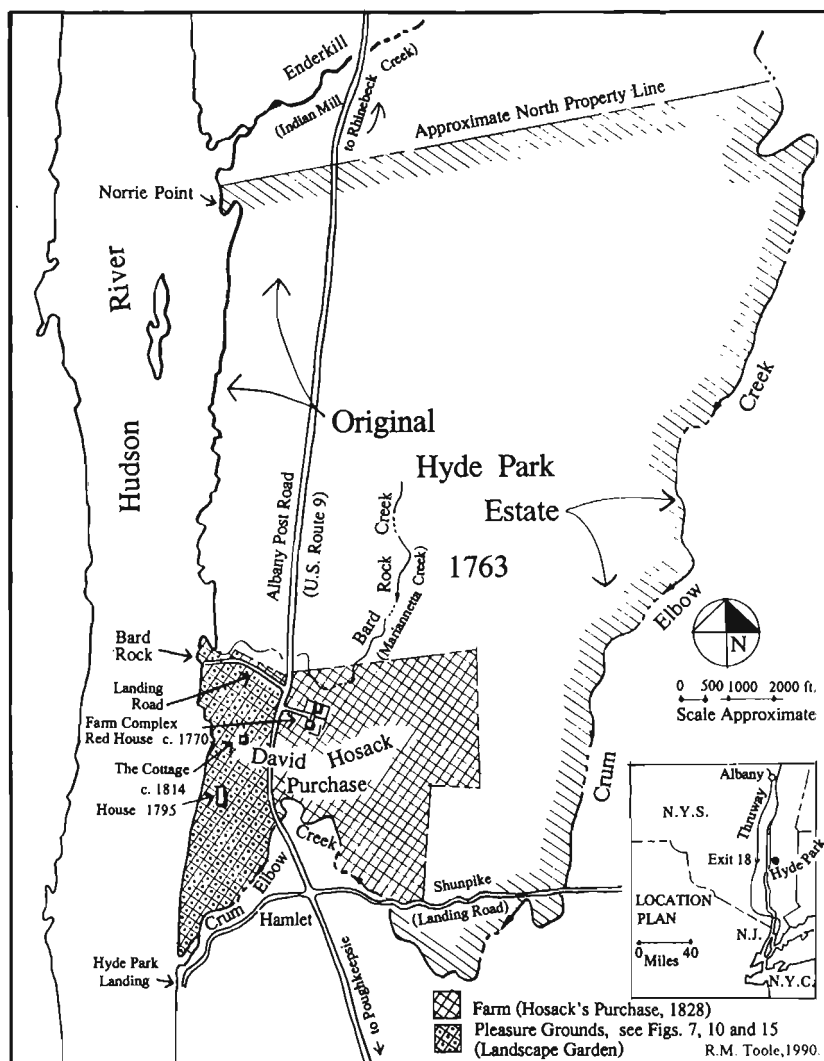 Enderkill
(Indian Mill Creek)
to Rhinebeck
Approximate North Property Line
Norrie Point
Hudson River
Original
Hyde Park
Estate
1763
Albany Post Road
(U.S. Route 9)
Bard Rock Creek
(Mariannetta Creek)
Crum Elbow Creek
N
0 500 1000 2000 ft.
Scale Approximate
Bard
Rock
Landing
Road
Farm Complex
Red House c. 1770
The Cottage
c. 1814
House 1795
David Hosack
Purchase
Crum Elbow Creek
Hamlet
Shunpike
(Landing Road)
Hyde Park
Landing
to Poughkeepsie
Albany
N.Y.S.
Thruway
Exit 18
Hyde Park
LOCATION
PLAN
N.J.
0 40
Miles
N.Y.C.
Farm (Hosack's Purchase, 1828)
Pleasure Grounds, see Figs. 7, 10 and 15
(Landscape Garden)
R.M. Toole, 1990.